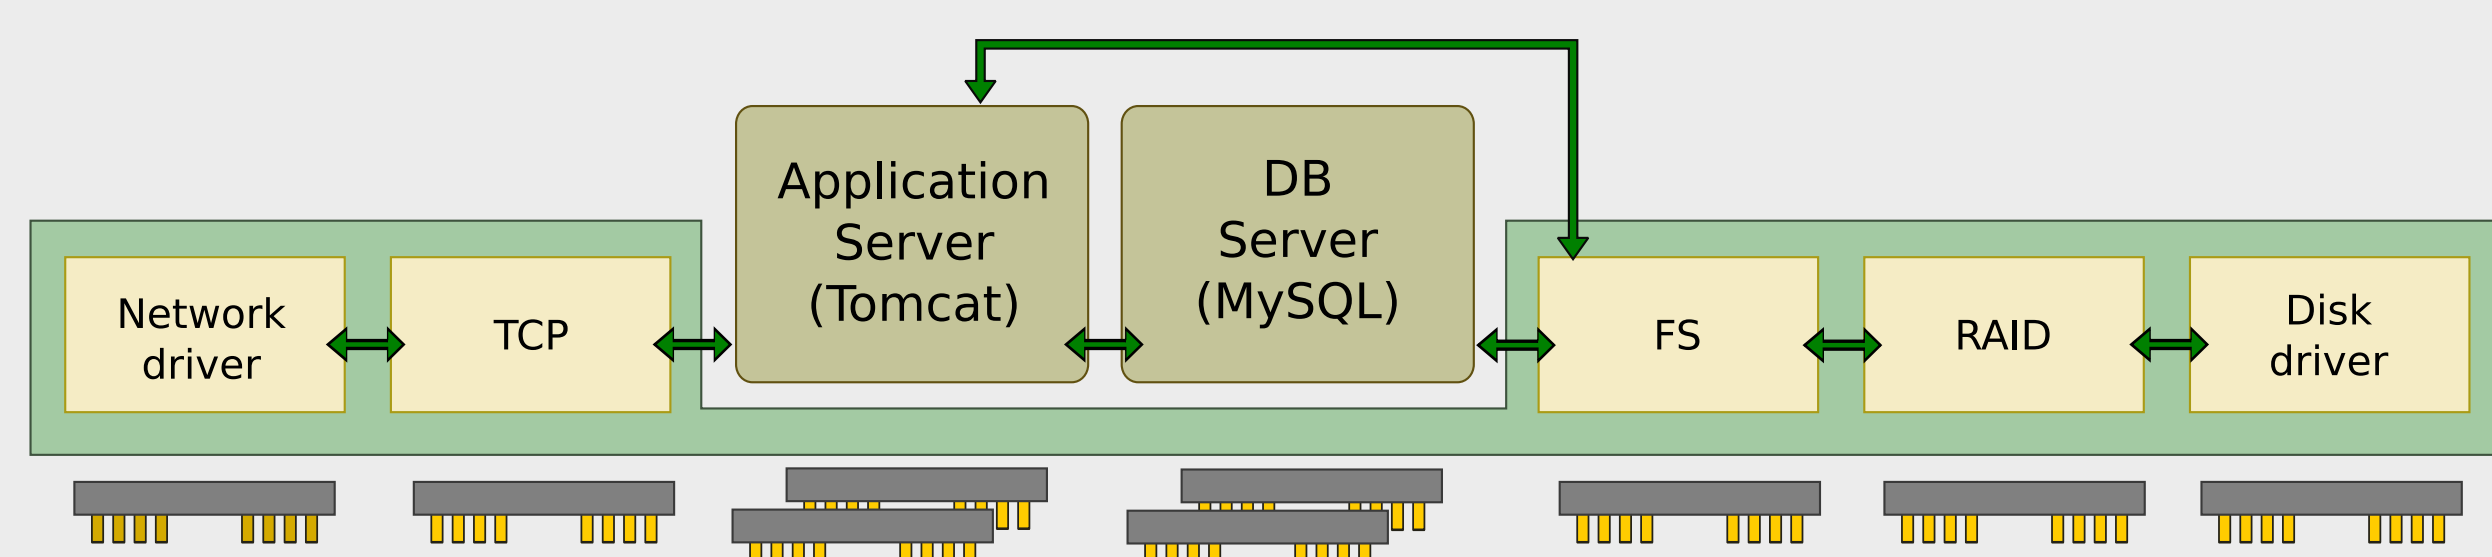 Network
driver
TCP
Application
Server
(Tomcat)
DB
Server
(MySQL)
FS
RAID
Disk
driver